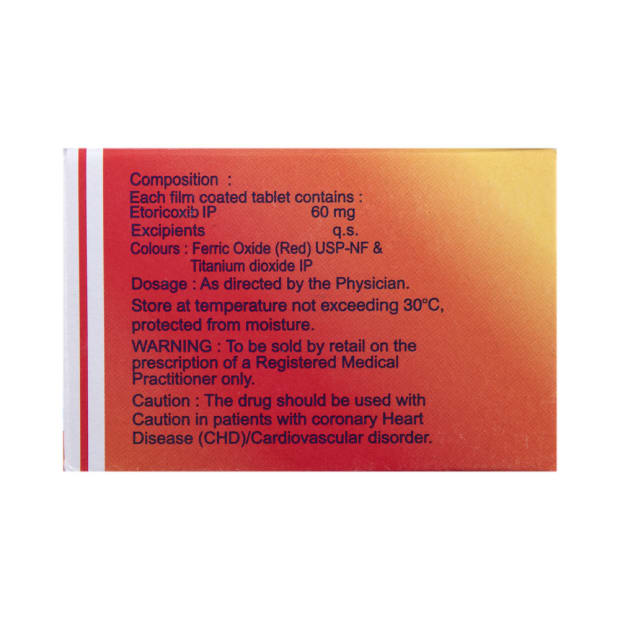 Composition :
Each film coated tablet contains :
Etoricoxib IP 60 mg
Excipients q.s.
Colours : Ferric Oxide (Red) USP-NF &
Titanium dioxide IP
Dosage : As directed by the Physician.
Store at temperature not exceeding 30°C,
protected from moisture.
WARNING : To be sold by retail on the
prescription of a Registered Medical
Practitioner only.
Caution : The drug should be used with
Caution in patients with coronary Heart
Disease (CHD)/Cardiovascular disorder.